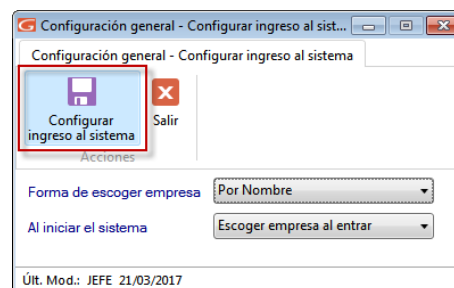 Configuración general - Configurar ingreso al sist...
Configuración general - Configurar ingreso al sistema
Configurar
ingreso al sistema
Salir
Acciones
Forma de escoger empresa Por Nombre
Al iniciar el sistema Escoger empresa al entrar
Últ. Mod.: JEFE 21/03/2017